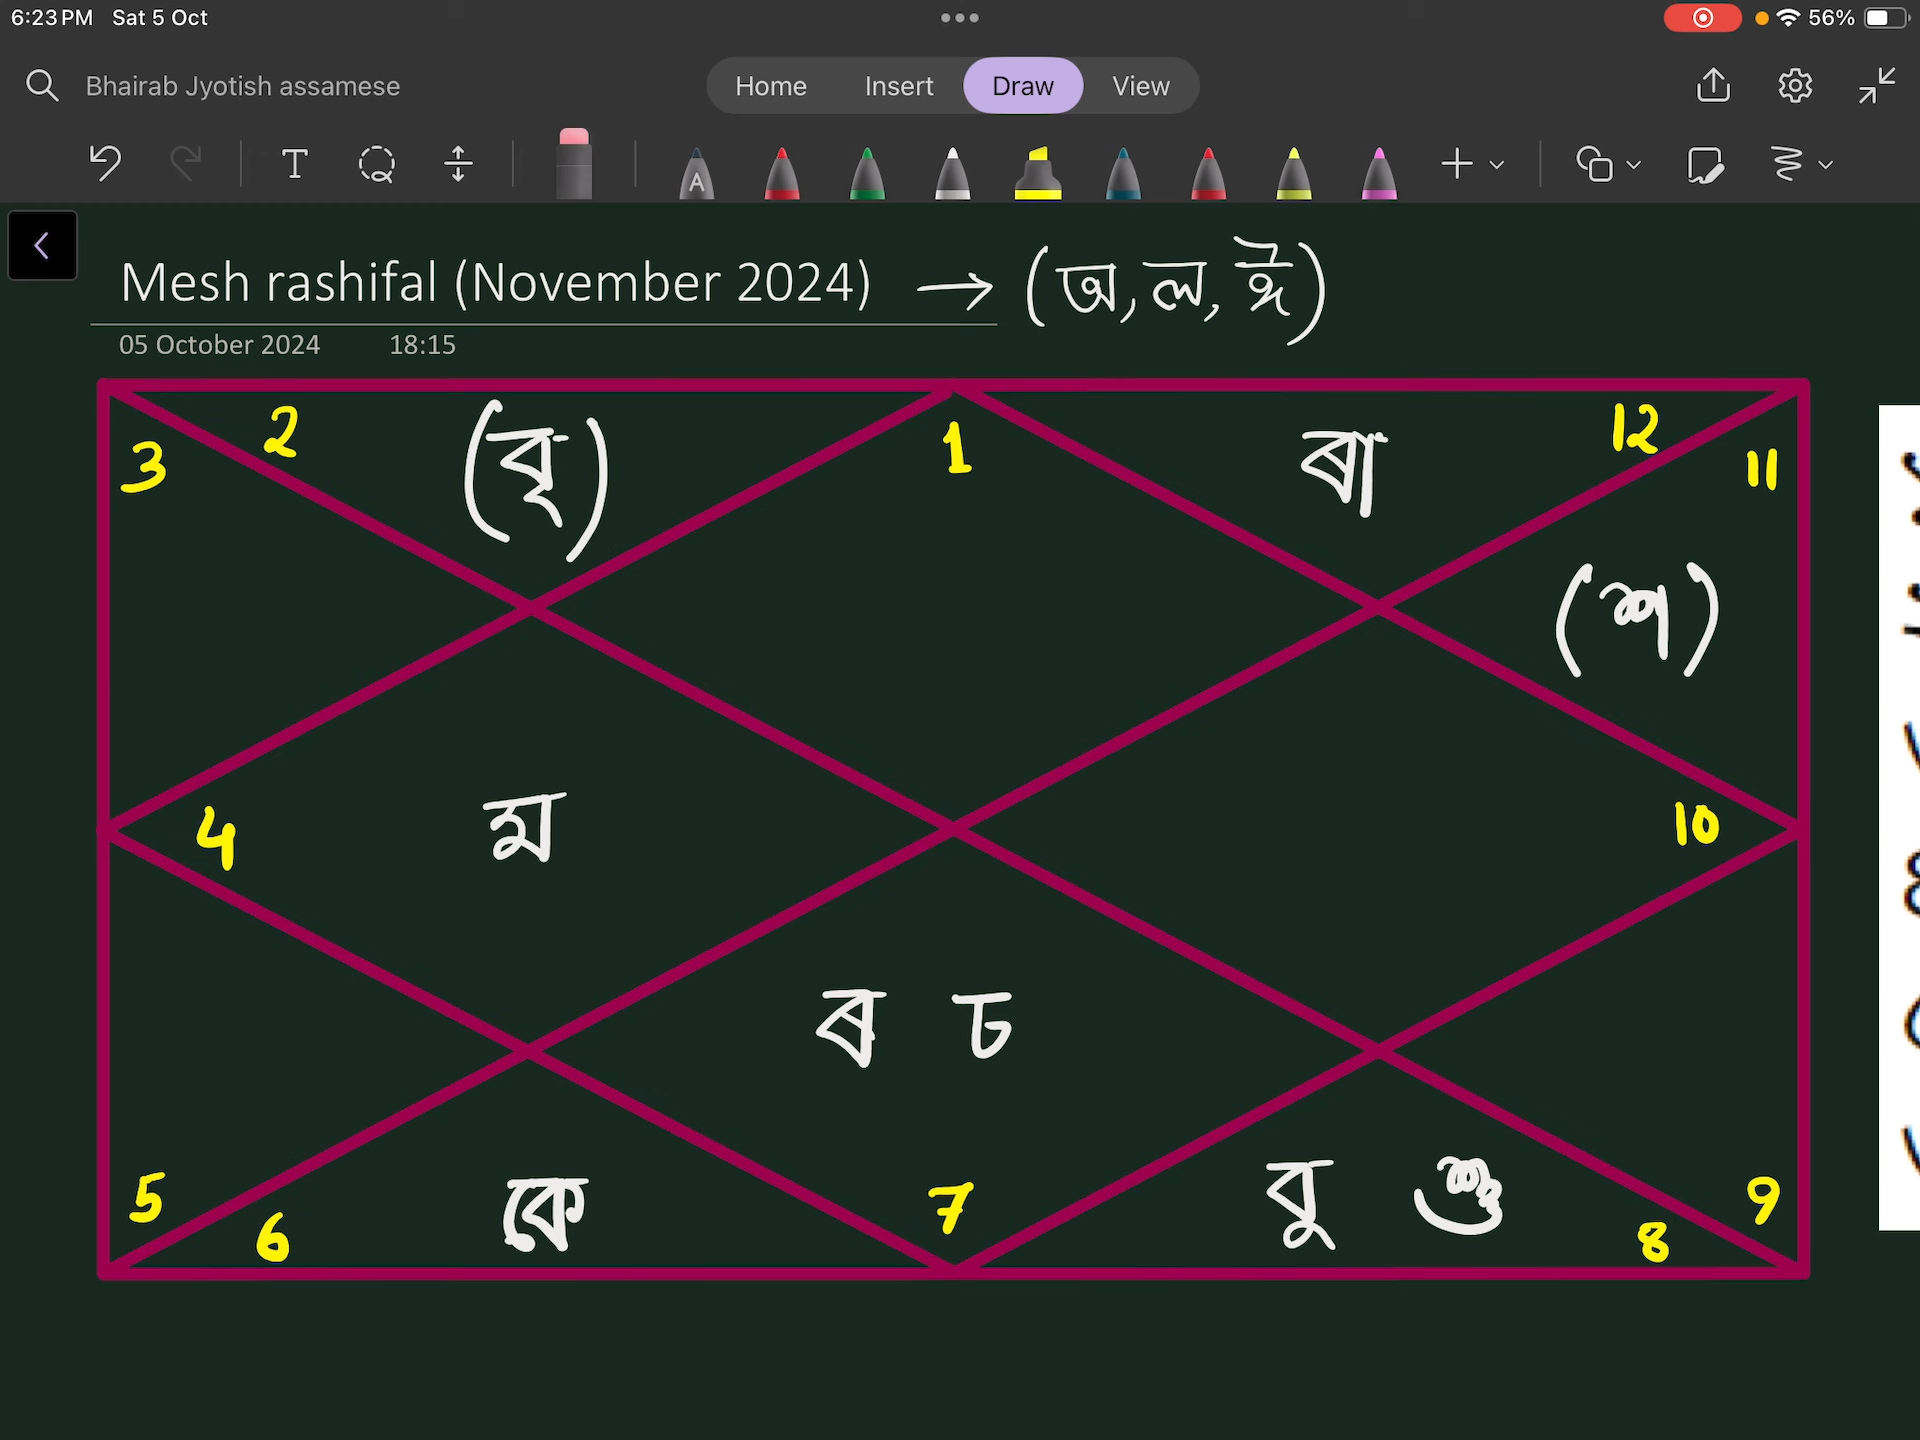 6:23 PM Sat 5 Oct 56%
Bhairab Jyotish assamese Home Insert Draw View
T A
Mesh rashifal (November 2024) → (অ, ল, ঈ)
05 October 2024 18:15
2 (বৃ) 1 ৰা 12
3 11
(শ)
4 ম 10
ৰ চ
5 কে 7 বু শু 9
6 8